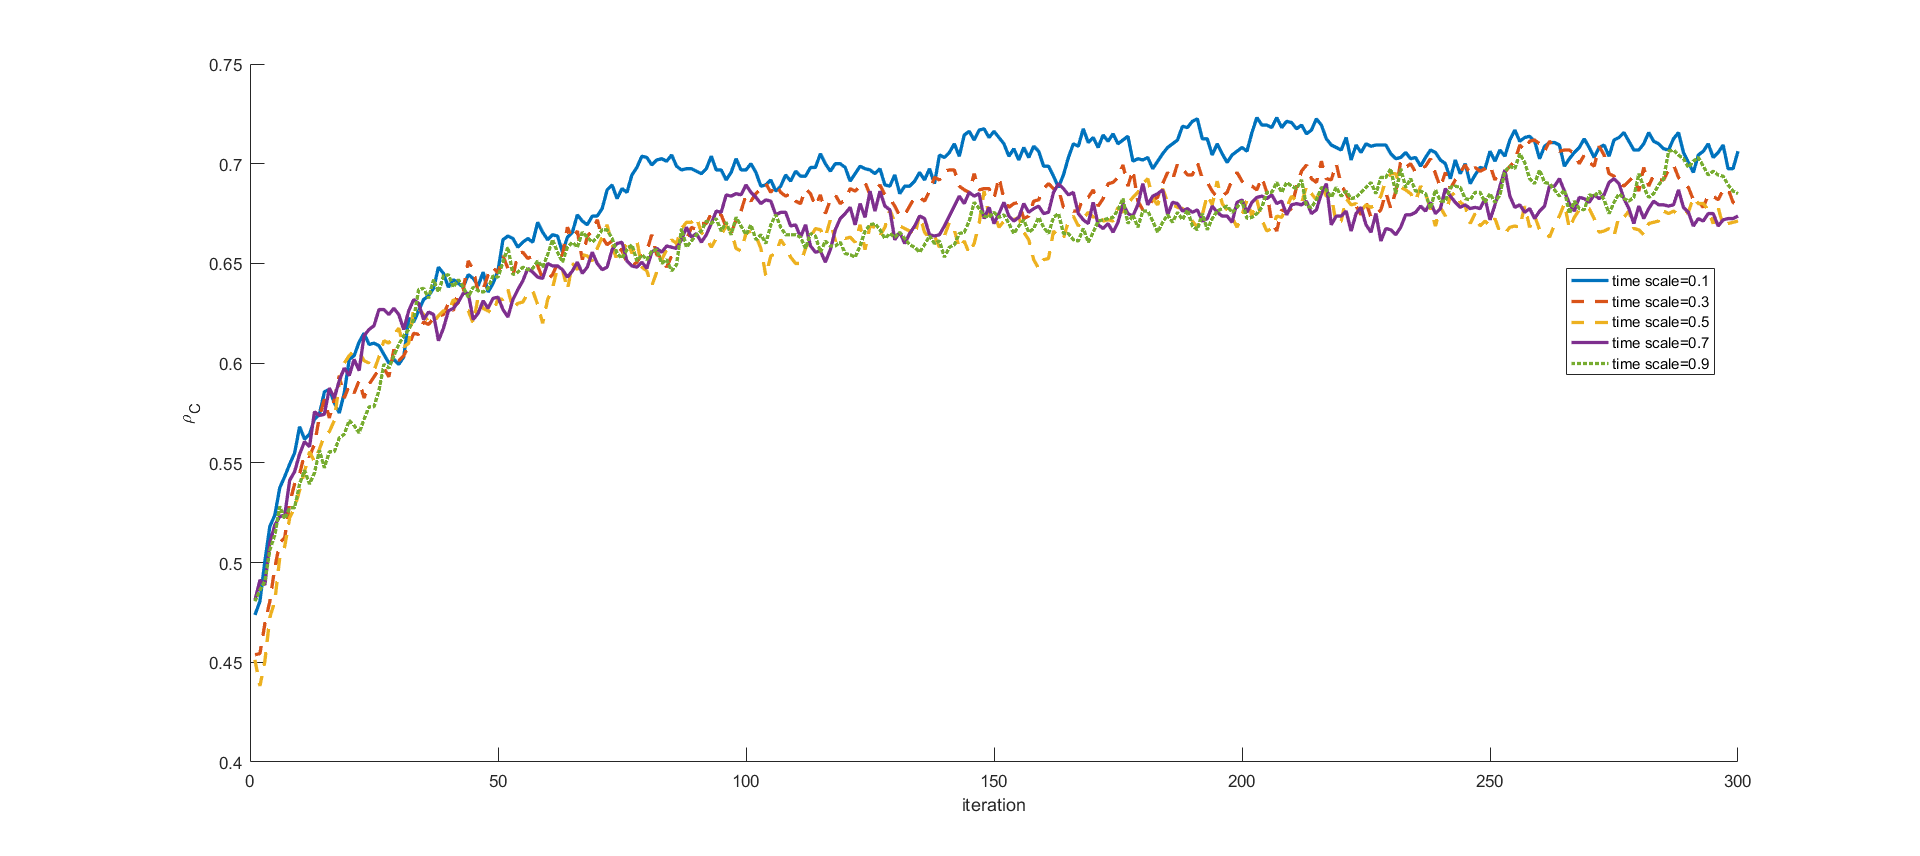 0.75
0.7
0.65
0.6
0.55
0.5
0.45
0.4
ρC
0 50 100 150 200 250 300
iteration
time scale=0.1
time scale=0.3
time scale=0.5
time scale=0.7
time scale=0.9